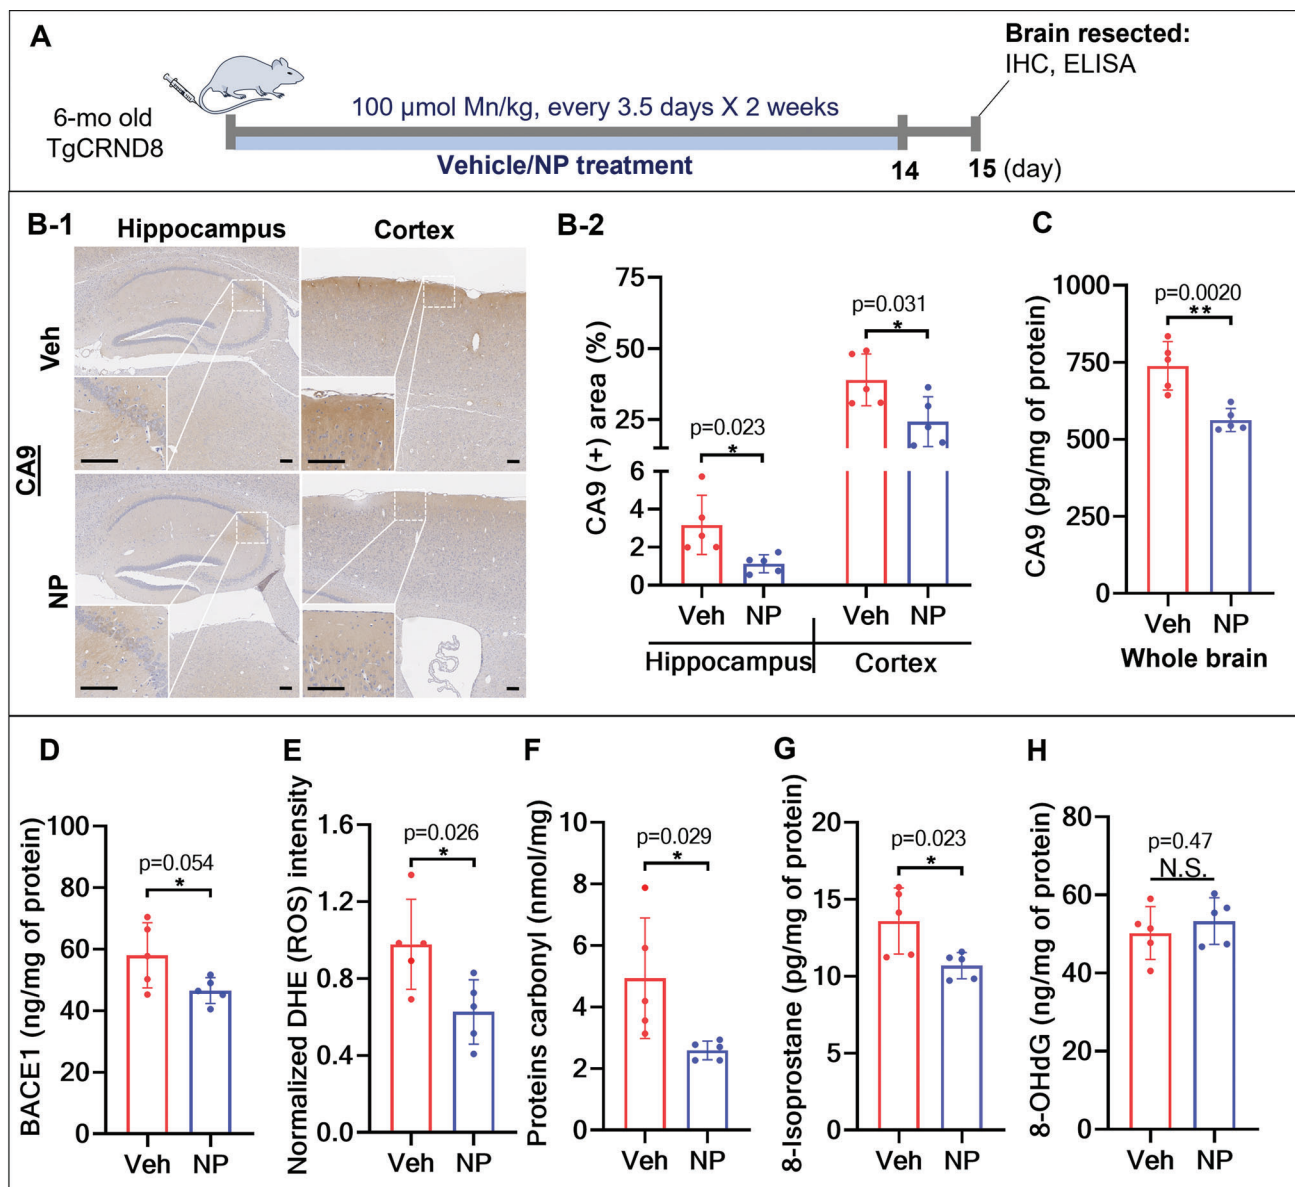 A
6-mo old
TgCRND8
100 µmol Mn/kg, every 3.5 days X 2 weeks
Vehicle/NP treatment
14
15 (day)
Brain resected:
IHC, ELISA
B-1
Hippocampus
Cortex
Veh
NP
CA9
B-2
CA9 (+) area (%)
75
50
25
6
4
2
0
p=0.023
*
p=0.031
*
Veh
NP
Veh
NP
Hippocampus
Cortex
C
CA9 (pg/mg of protein)
1000
750
500
250
0
p=0.0020
**
Veh
NP
Whole brain
D
BACE1 (ng/mg of protein)
100
80
60
40
20
0
p=0.054
*
Veh
NP
E
Normalized DHE (ROS) intensity
1.6
1.2
0.8
0.4
0.0
p=0.026
*
Veh
NP
F
Proteins carbonyl (nmol/mg)
10
8
6
4
2
0
p=0.029
*
Veh
NP
G
8-Isoprostane (pg/mg of protein)
20
15
10
5
0
p=0.023
*
Veh
NP
H
8-OHdG (ng/mg of protein)
80
60
40
20
0
p=0.47
N.S.
Veh
NP